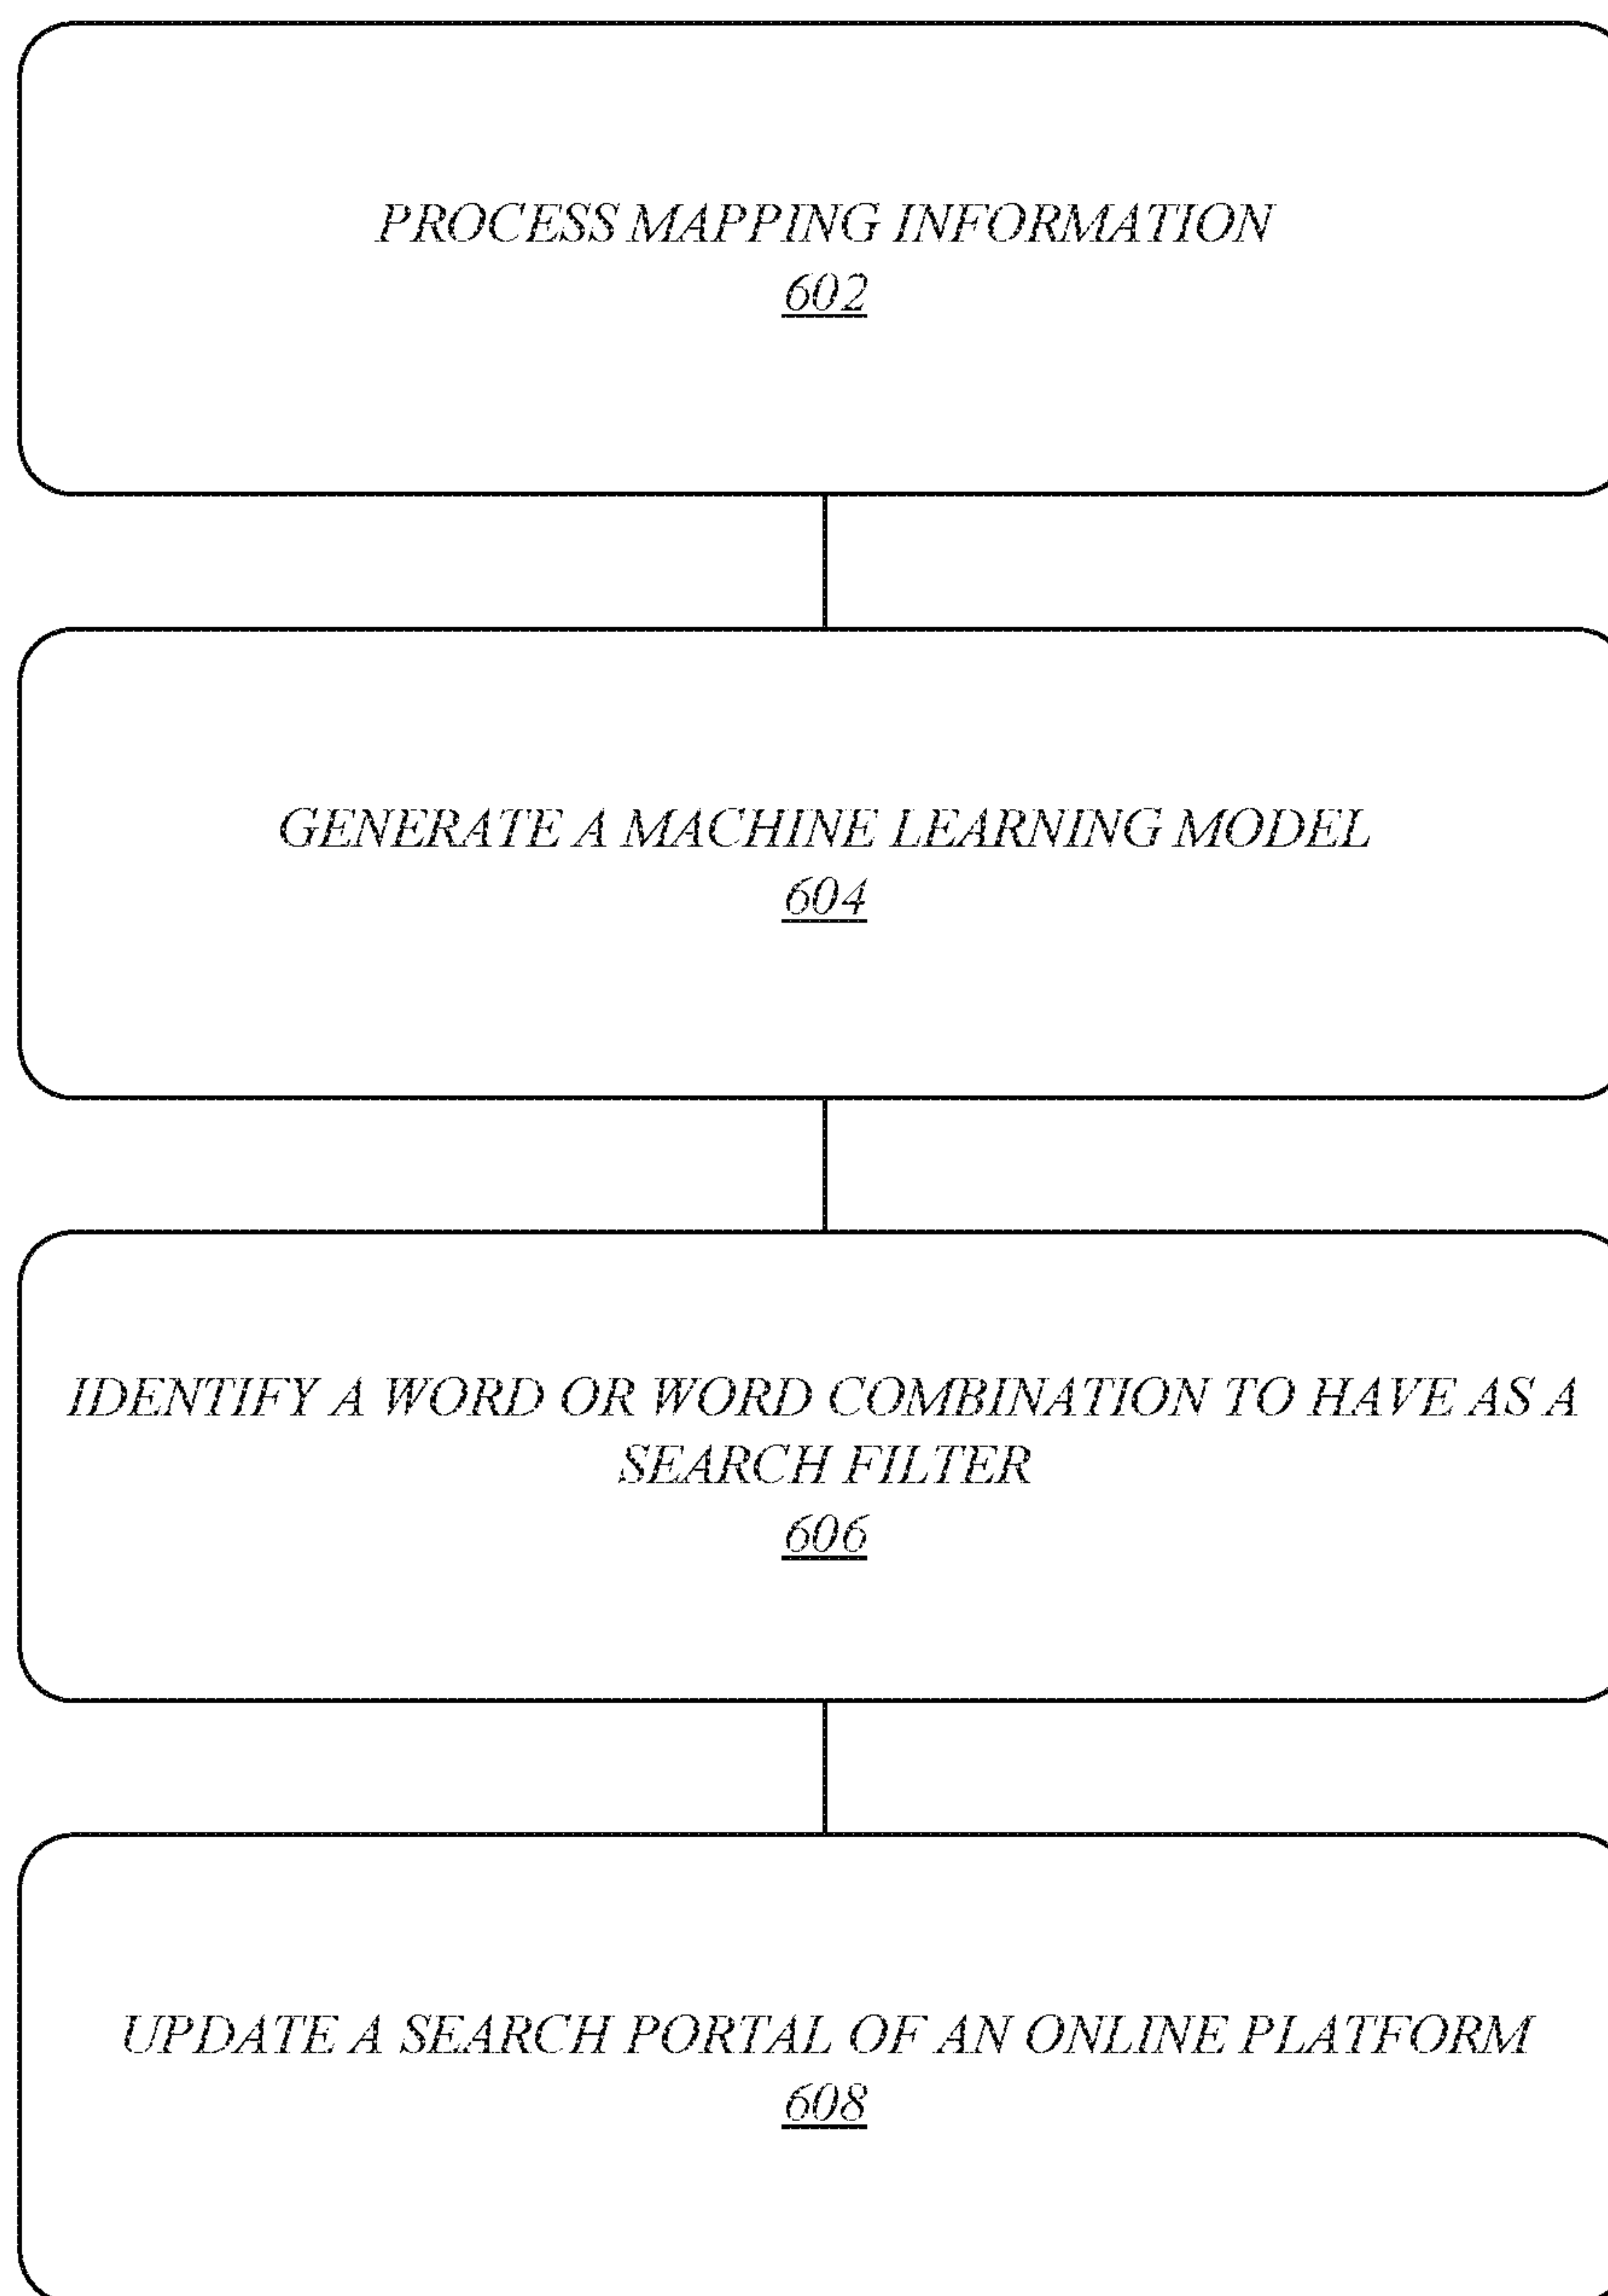 PROCESS MAPPING INFORMATION
602
GENERATE A MACHINE LEARNING MODEL
604
IDENTIFY A WORD OR WORD COMBINATION TO HAVE AS A
SEARCH FILTER
606
UPDATE A SEARCH PORTAL OF AN ONLINE PLATFORM
608